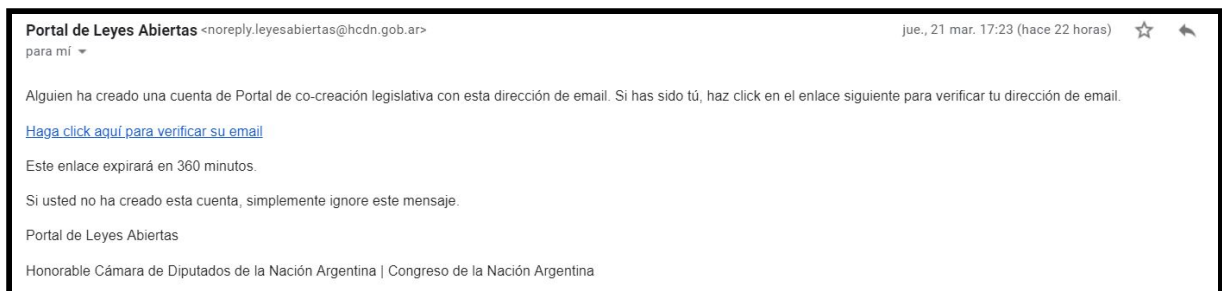 Portal de Leyes Abiertas <noreply.leyesabiertas@hcdn.gob.ar> jue., 21 mar. 17:23 (hace 22 horas)
para mí
Alguien ha creado una cuenta de Portal de co-creación legislativa con esta dirección de email. Si has sido tú, haz click en el enlace siguiente para verificar tu dirección de email.
Haga click aquí para verificar su email
Este enlace expirará en 360 minutos.
Si usted no ha creado esta cuenta, simplemente ignore este mensaje.
Portal de Leyes Abiertas
Honorable Cámara de Diputados de la Nación Argentina | Congreso de la Nación Argentina